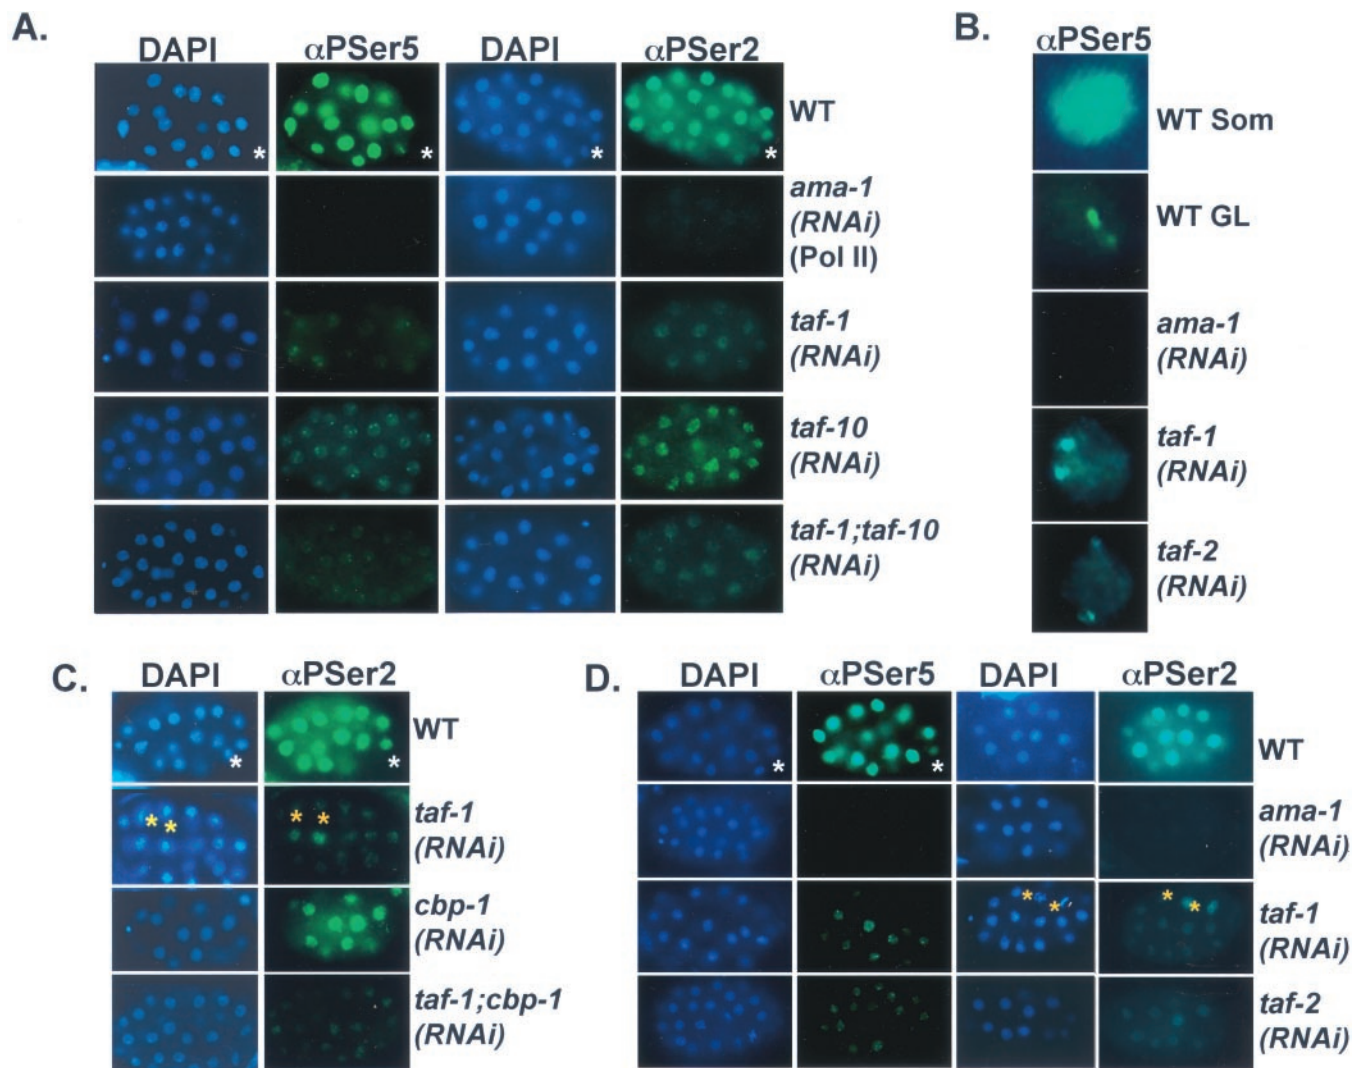 A.
DAPI αPSer5 DAPI αPSer2
WT
ama-1
(RNAi)
(Pol II)
taf-1
(RNAi)
taf-10
(RNAi)
taf-1;taf-10
(RNAi)
* * * *
B.
αPSer5
WT Som
WT GL
ama-1
(RNAi)
taf-1
(RNAi)
taf-2
(RNAi)
C.
DAPI αPSer2
WT
* *
taf-1
(RNAi)
* * * *
cbp-1
(RNAi)
taf-1;cbp-1
(RNAi)
D.
DAPI αPSer5 DAPI αPSer2
WT
* *
ama-1
(RNAi)
taf-1
(RNAi)
* * * *
taf-2
(RNAi)